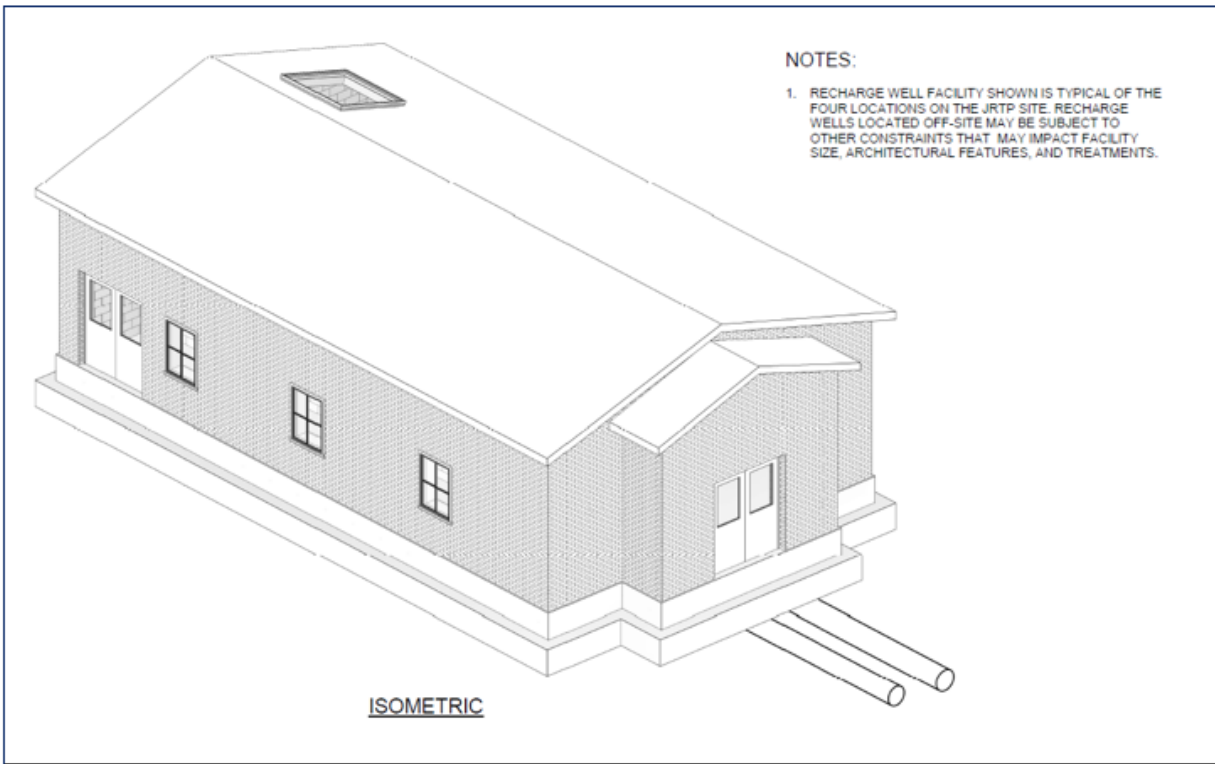 NOTES:
1. RECHARGE WELL FACILITY SHOWN IS TYPICAL OF THE
FOUR LOCATIONS ON THE JRTP SITE. RECHARGE
WELLS LOCATED OFF-SITE MAY BE SUBJECT TO
OTHER CONSTRAINTS THAT MAY IMPACT FACILITY
SIZE, ARCHITECTURAL FEATURES, AND TREATMENTS.
ISOMETRIC